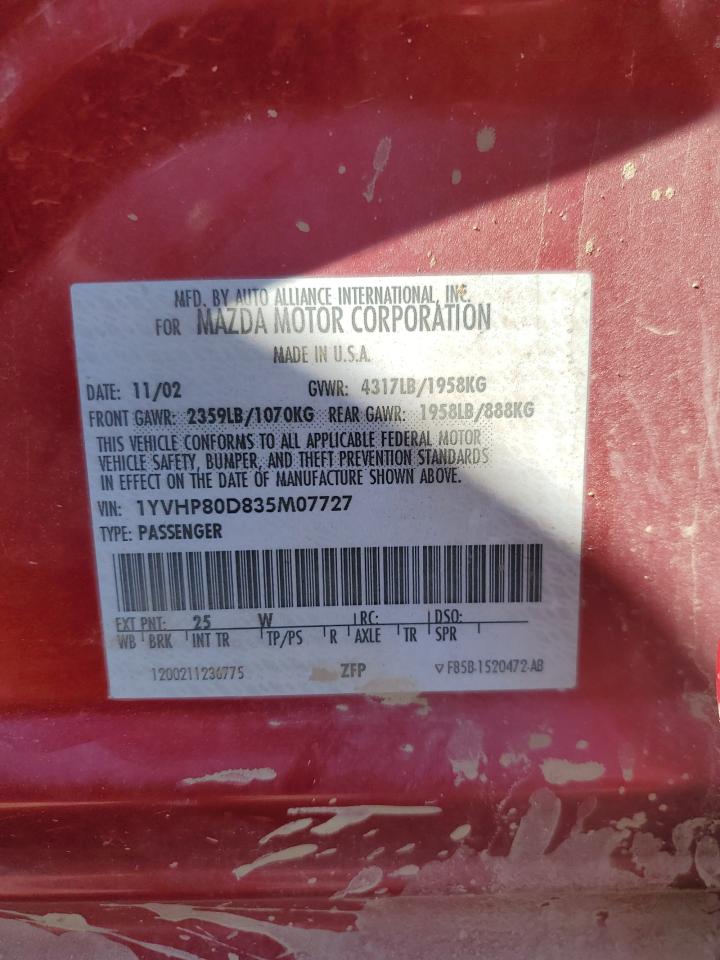 MFD. BY AUTO ALLIANCE INTERNATIONAL, INC.
FOR MAZDA MOTOR CORPORATION
MADE IN U.S.A.
DATE: 11/02 GVWR: 4317LB/1958KG
FRONT GAWR: 2359LB/1070KG REAR GAWR: 1958LB/888KG
THIS VEHICLE CONFORMS TO ALL APPLICABLE FEDERAL MOTOR
VEHICLE SAFETY, BUMPER, AND THEFT PREVENTION STANDARDS
IN EFFECT ON THE DATE OF MANUFACTURE SHOWN ABOVE.
VIN: 1YVHP80D835M07727
TYPE: PASSENGER
EXT PNT: 25 W RC: DSO:
WB BRK INT TR TP/PS R AXLE TR SPR
1200211236775 ZFP ▽ F85B-1520472-AB